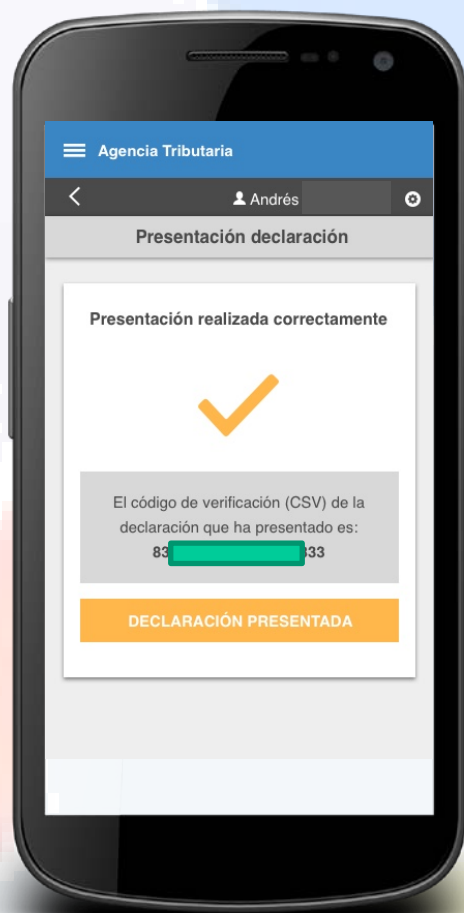 Agencia Tributaria
Andrés
Presentación declaración
Presentación realizada correctamente
El código de verificación (CSV) de la
declaración que ha presentado es:
83 333
DECLARACIÓN PRESENTADA